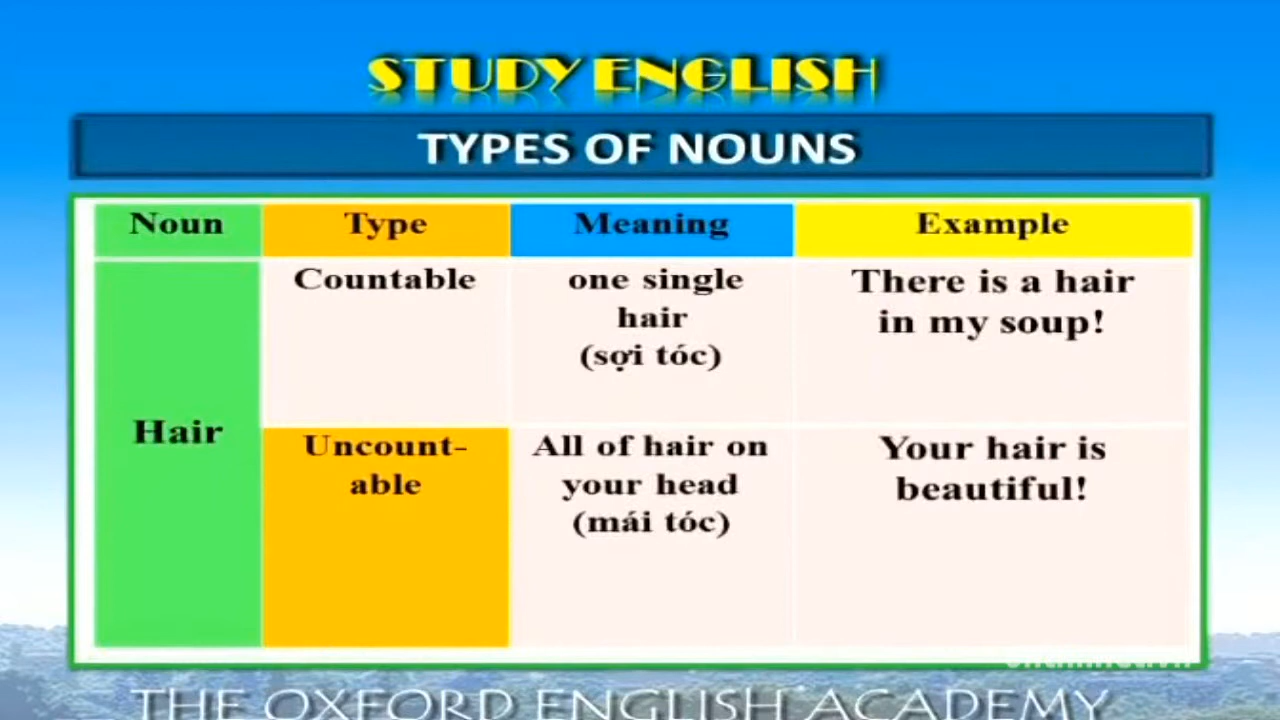 STUDY ENGLISH
TYPES OF NOUNS
Noun Type Meaning Example
Hair
Countable
one single
hair
(sợi tóc)
There is a hair
in my soup!
Uncount-
able
All of hair on
your head
(mái tóc)
Your hair is
beautiful!
THE OXFORD ENGLISH ACADEMY